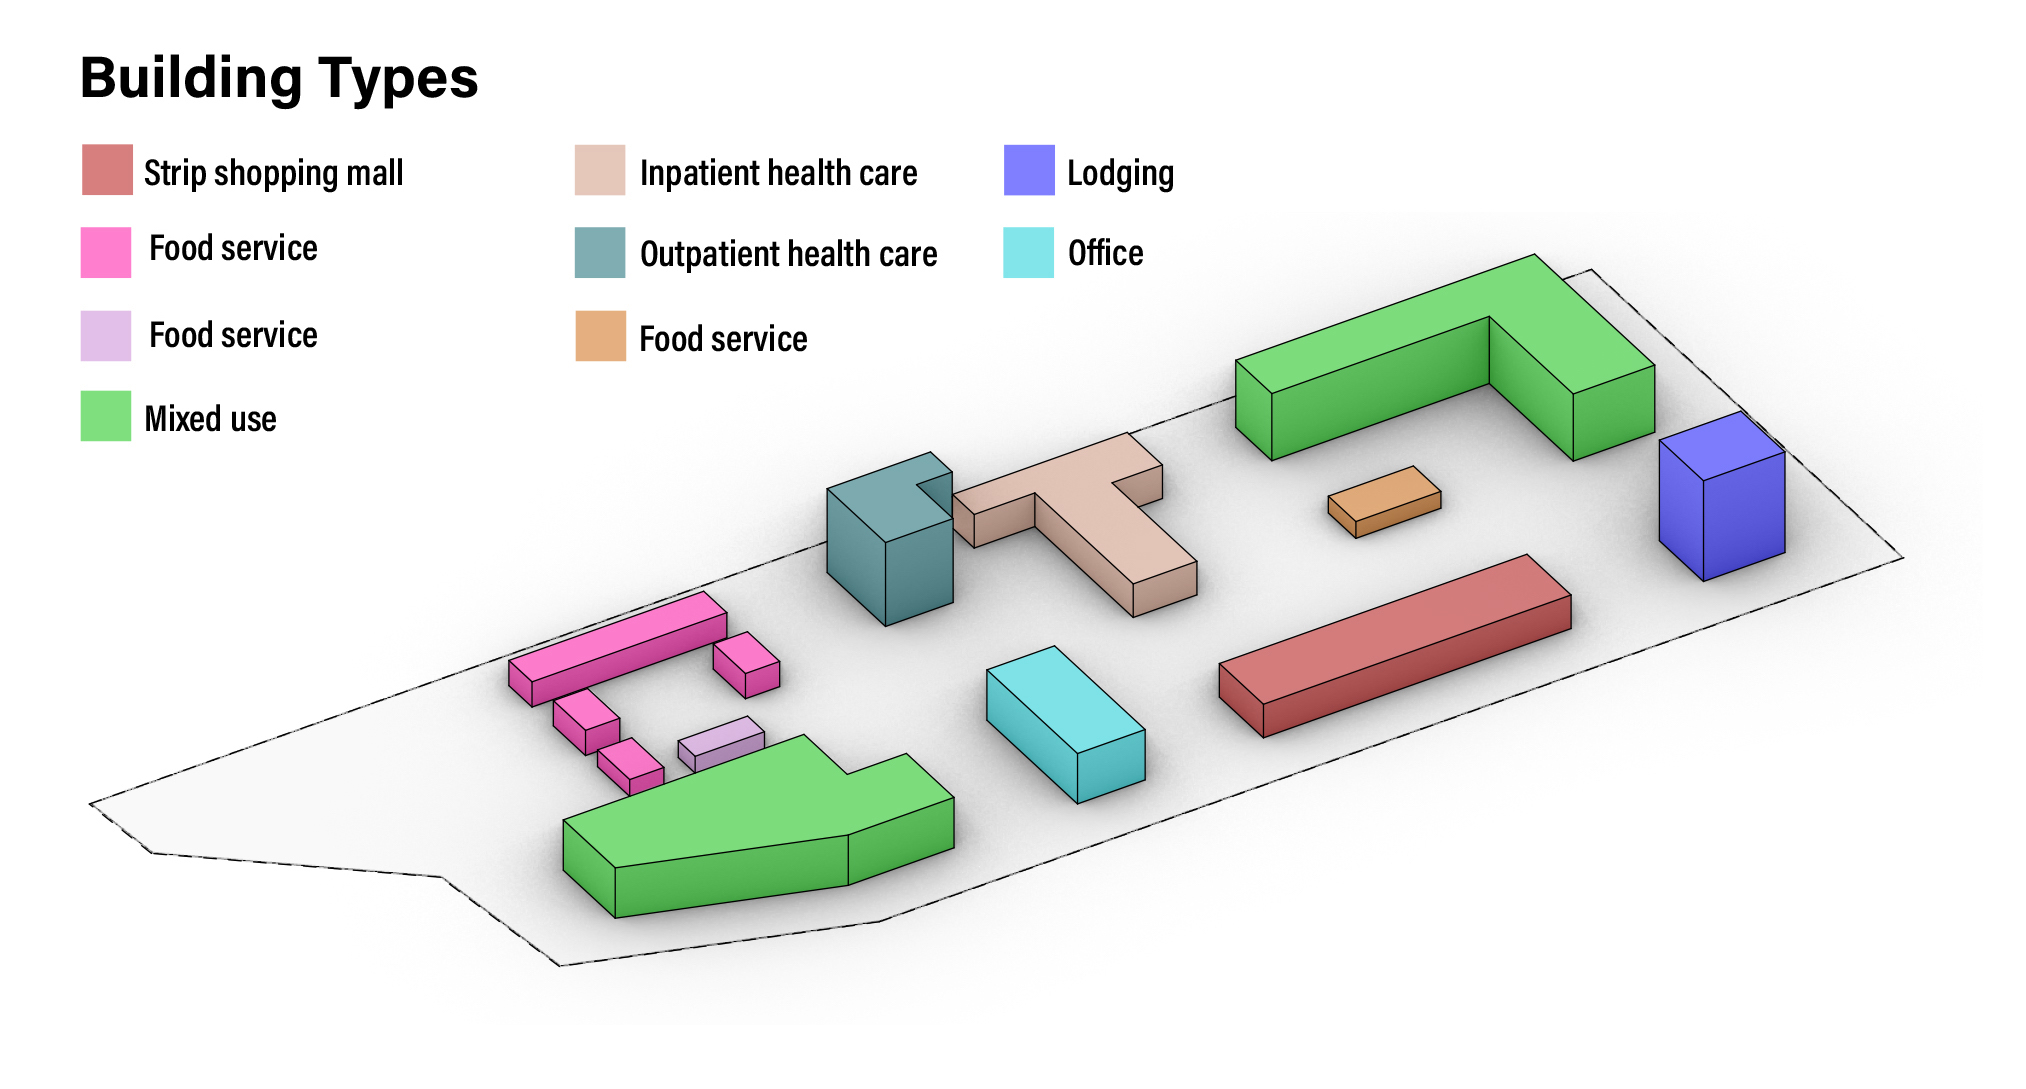 Building Types
Strip shopping mall
Food service
Food service
Mixed use
Inpatient health care
Outpatient health care
Food service
Lodging
Office